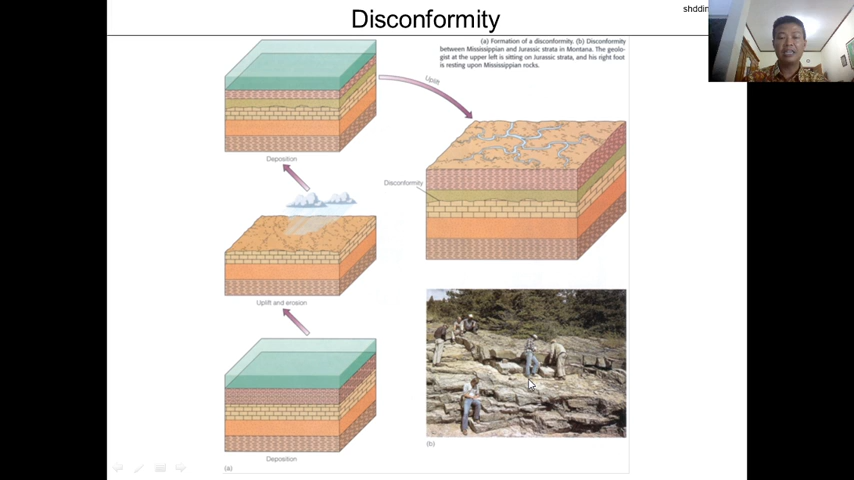 Disconformity
shddin
(a) Formation of a disconformity. (b) Disconformity
between Mississippian and Jurassic strata in Montana. The geolo-
gist at the upper left is sitting on Jurassic strata, and his right foot
is resting upon Mississippian rocks.
Uplift
Deposition
Disconformity
Uplift and erosion
Deposition
(a)
(b)